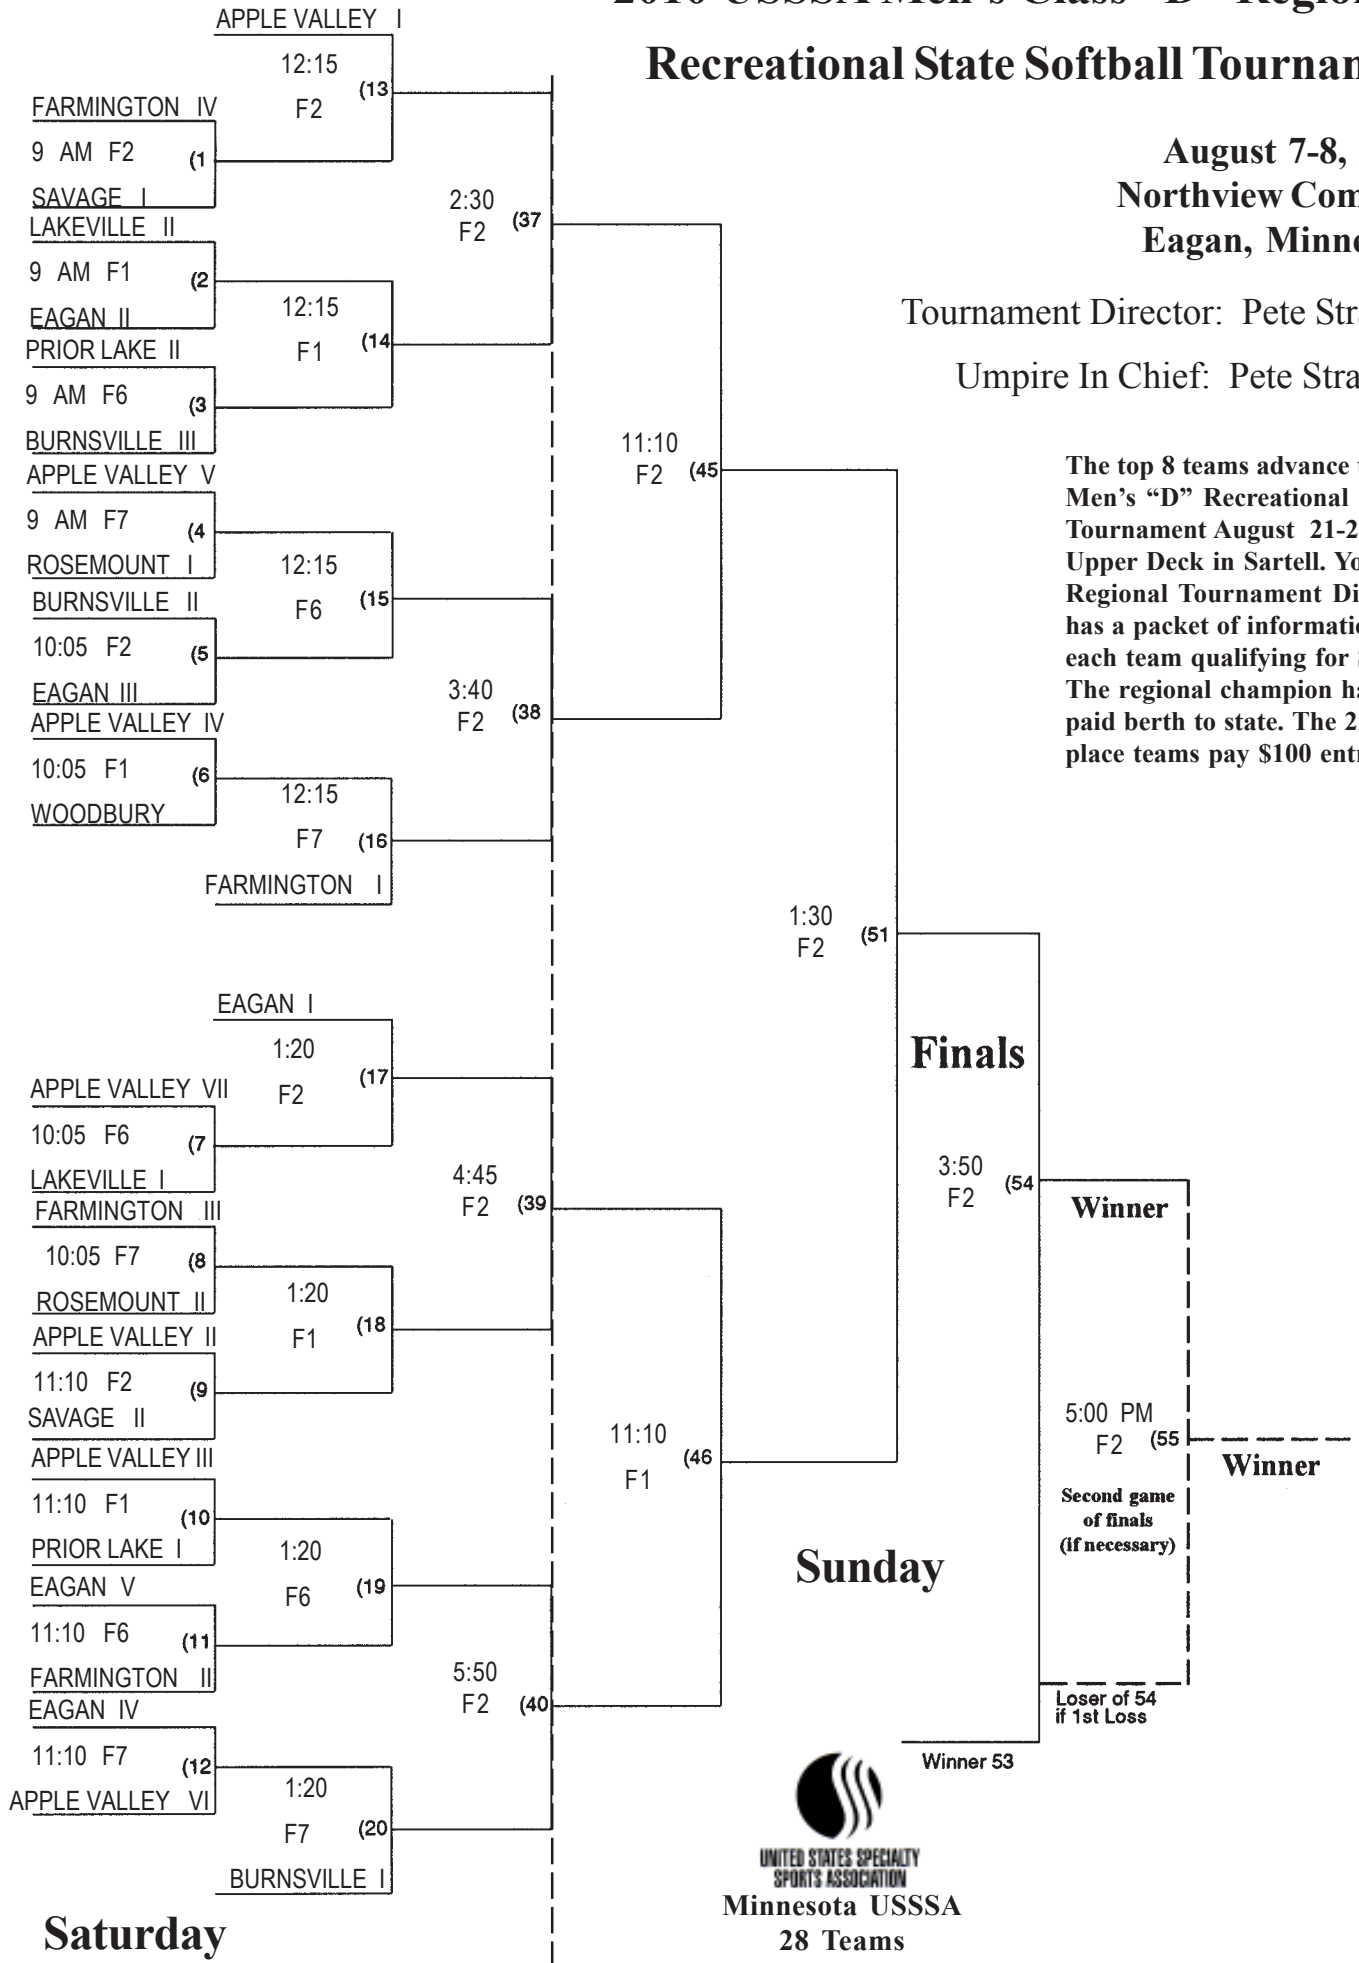 Recreational State Softball
August 7-8,
Northview
Eagan,
Tournament Director: Pete
Umpire In Chief: Pete
The top 8 teams advance
Men's “D” Recreational
Tournament August 21-2
Upper Deck in Sartell.
Regional Tournament
has a packet of
each team qualifying for
The regional champion
paid berth to state. The
place teams pay $100
APPLE VALLEY I
12:15
F2
(13
FARMINGTON IV
9 AM F2
(1
SAVAGE I
LAKEVILLE II
9 AM F1
(2
EAGAN II
12:15
F1
(14
PRIOR LAKE II
9 AM F6
(3
BURNSVILLE III
2:30
F2
(37
APPLE VALLEY V
9 AM F7
(4
ROSEMOUNT I
12:15
F6
(15
BURNSVILLE II
10:05 F2
(5
EAGAN III
APPLE VALLEY IV
10:05 F1
(6
WOODBURY
12:15
F7
(16
FARMINGTON I
3:40
F2
(38
11:10
F2
(45
EAGAN I
1:20
F2
(17
APPLE VALLEY VII
10:05 F6
(7
LAKEVILLE I
FARMINGTON III
10:05 F7
(8
ROSEMOUNT II
1:20
F1
(18
APPLE VALLEY II
11:10 F2
(9
SAVAGE II
4:45
F2
(39
APPLE VALLEY III
11:10 F1
(10
PRIOR LAKE I
1:20
F6
(19
EAGAN V
11:10 F6
(11
FARMINGTON II
EAGAN IV
11:10 F7
(12
APPLE VALLEY VI
1:20
F7
(20
BURNSVILLE I
5:50
F2
(40
11:10
F1
(46
1:30
F2
(51
Finals
3:50
F2
(54
Winner
5:00 PM
F2
(55
Winner
Second game
of finals
(if necessary)
Sunday
Loser of 54
if 1st Loss
Winner 53
UNITED STATES SPECIALTY
SPORTS ASSOCIATION
Minnesota USSSA
28 Teams
Saturday